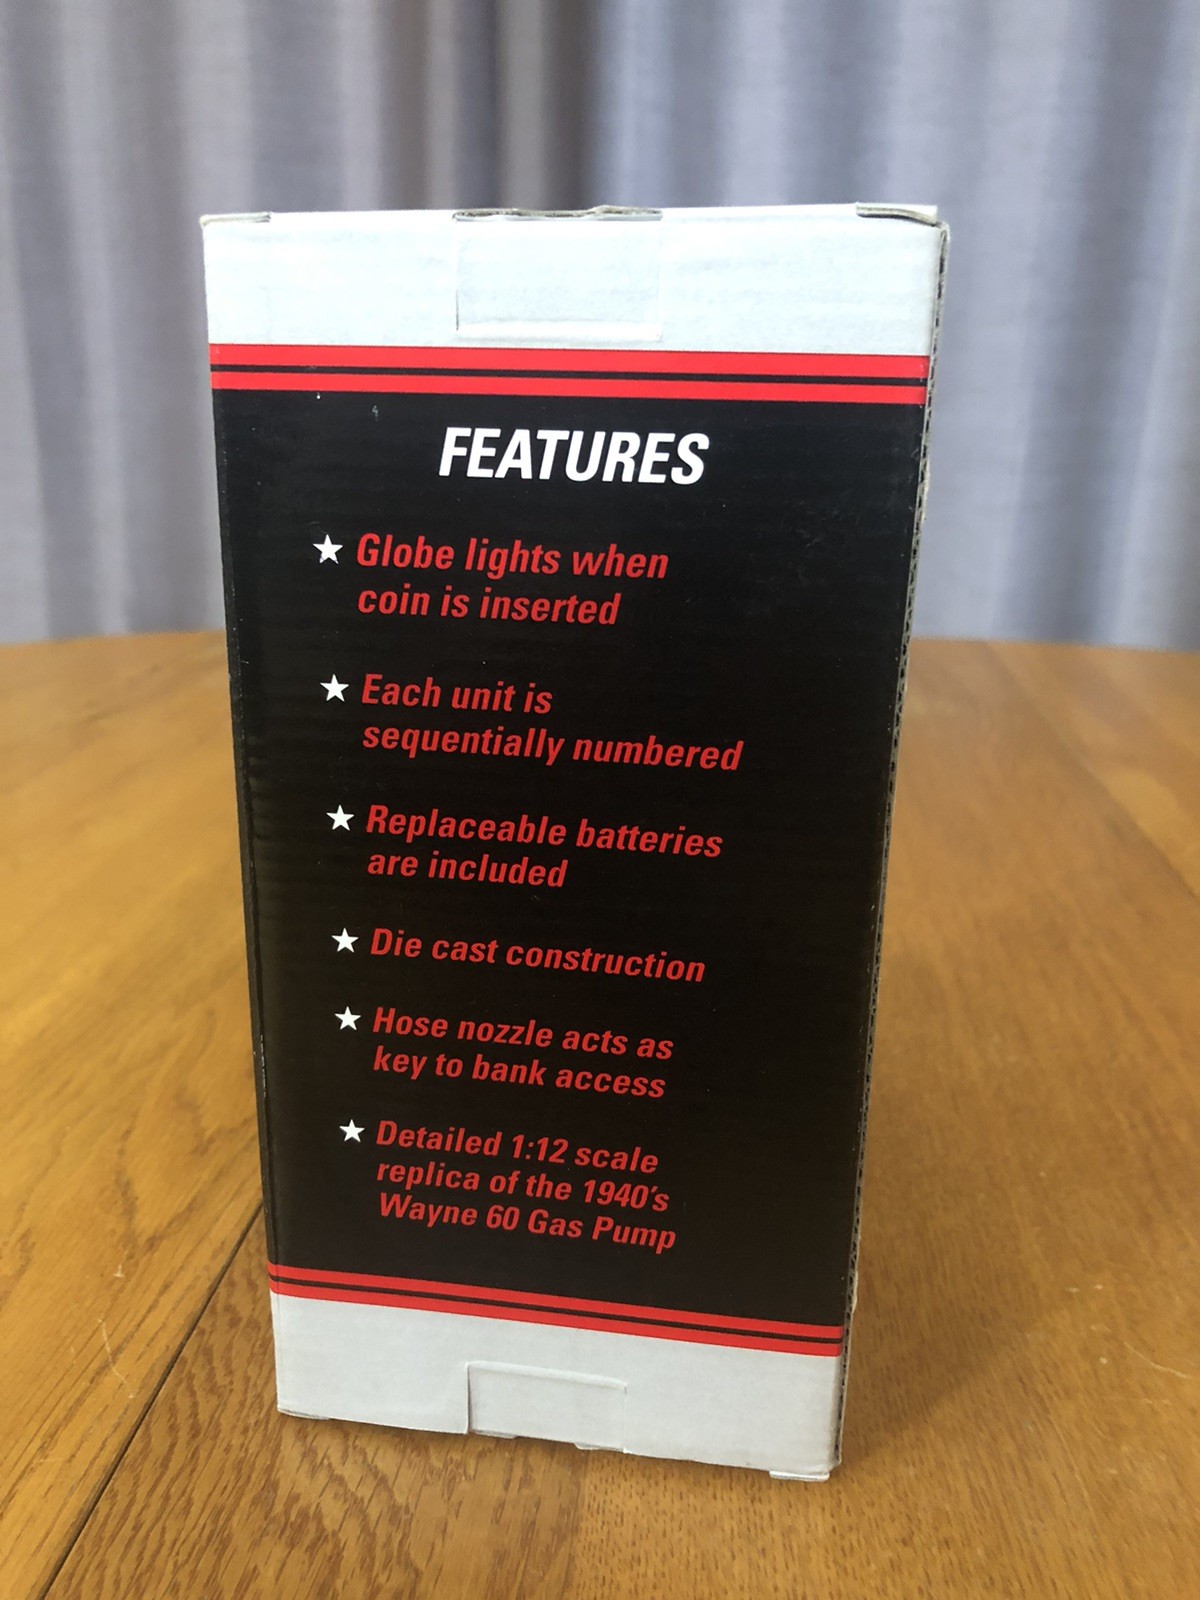 FEATURES
★ Globe lights when
coin is inserted
★ Each unit is
sequentially numbered
★ Replaceable batteries
are included
★ Die cast construction
★ Hose nozzle acts as
key to bank access
★ Detailed 1:12 scale
replica of the 1940's
Wayne 60 Gas Pump